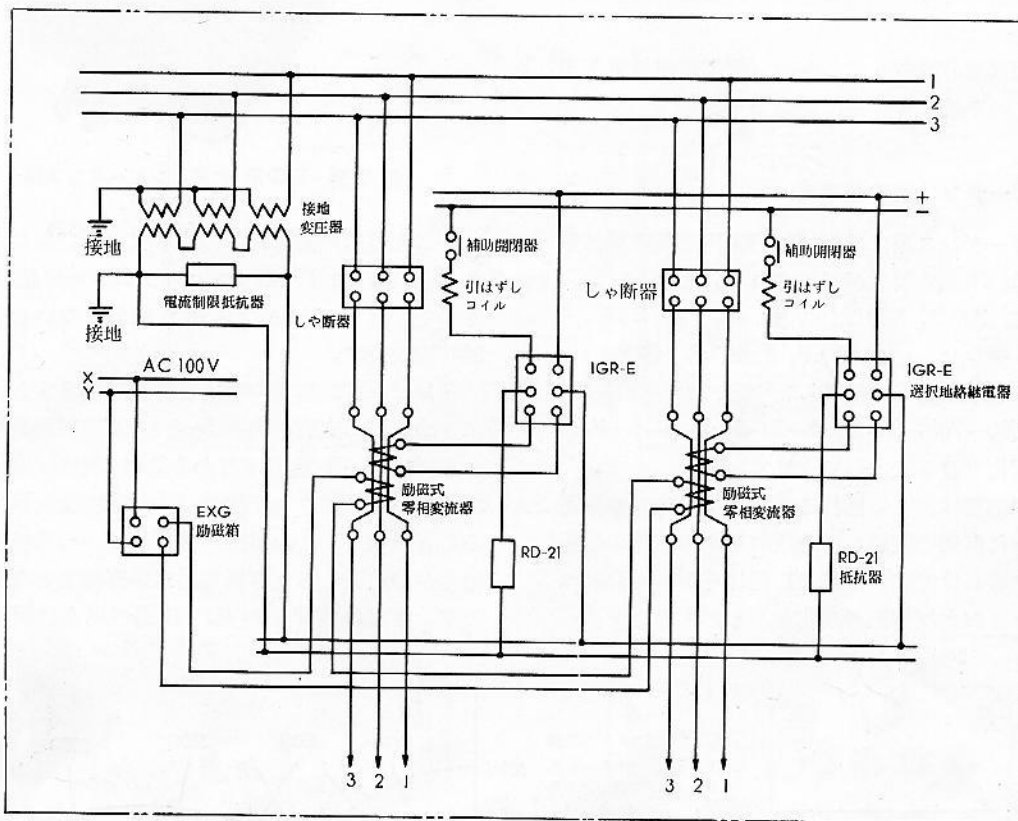 1
2
3
+
−
接地
変圧器
接地
補助開閉器
補助開閉器
引はずし
コイル
引はずし
コイル
電流制限抵抗器
接地
しゃ断器
しゃ断器
AC 100V
X
Y
IGR-E
IGR-E
選択地絡継電器
EXG
励磁箱
励磁式
零相変流器
励磁式
零相変流器
RD-21
RD-21
抵抗器
3 2 1
3 2 1